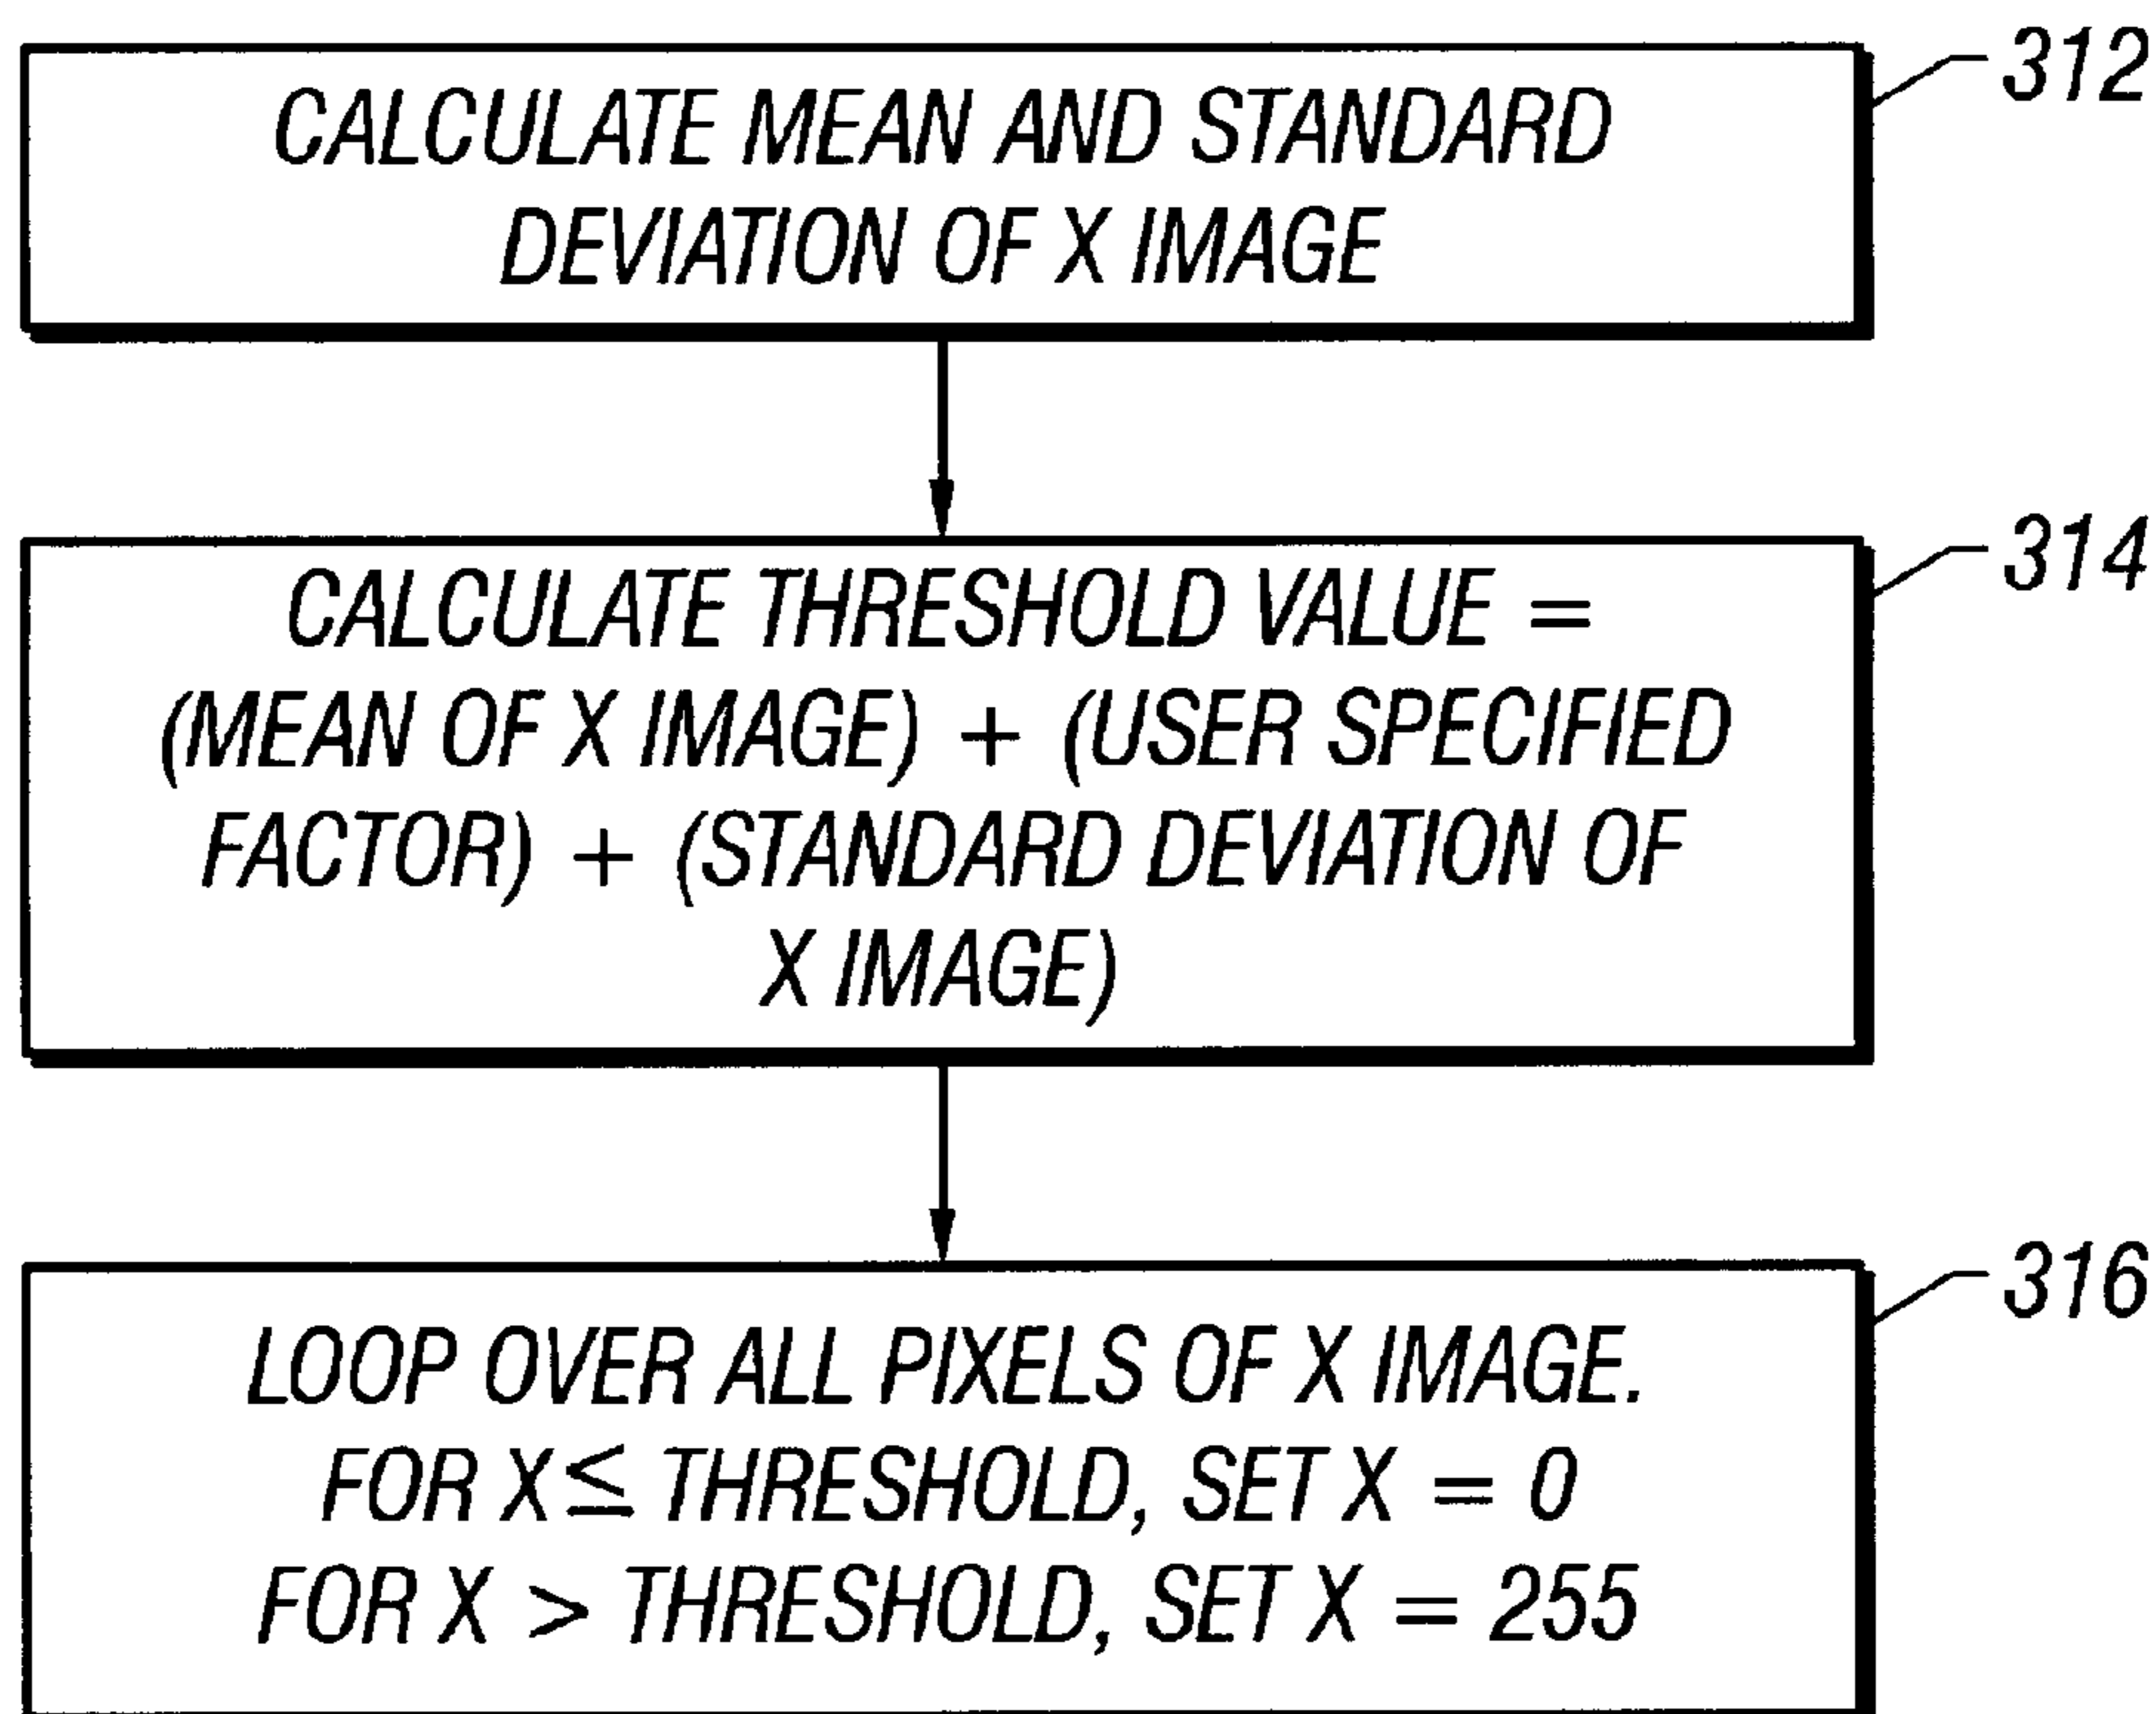 312
CALCULATE MEAN AND STANDARD
DEVIATION OF X IMAGE
314
CALCULATE THRESHOLD VALUE =
(MEAN OF X IMAGE) + (USER SPECIFIED
FACTOR) + (STANDARD DEVIATION OF
X IMAGE)
316
LOOP OVER ALL PIXELS OF X IMAGE.
FOR X ≤ THRESHOLD, SET X = 0
FOR X > THRESHOLD, SET X = 255